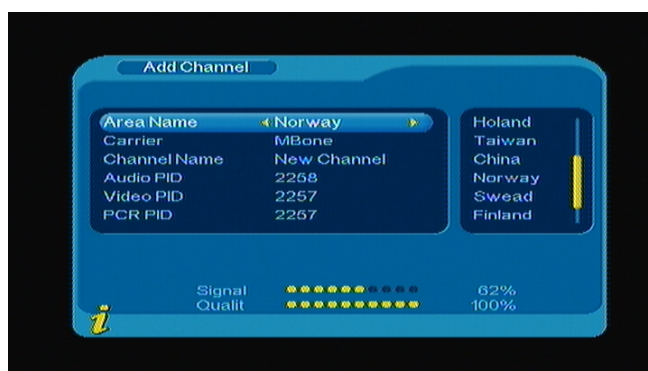 Add Channel
Area Name Norway
Carrier MBone
Channel Name New Channel
Audio PID 2258
Video PID 2257
PCR PID 2257
Holand
Taiwan
China
Norway
Swead
Finland
Signal 62%
Qualit 100%
i